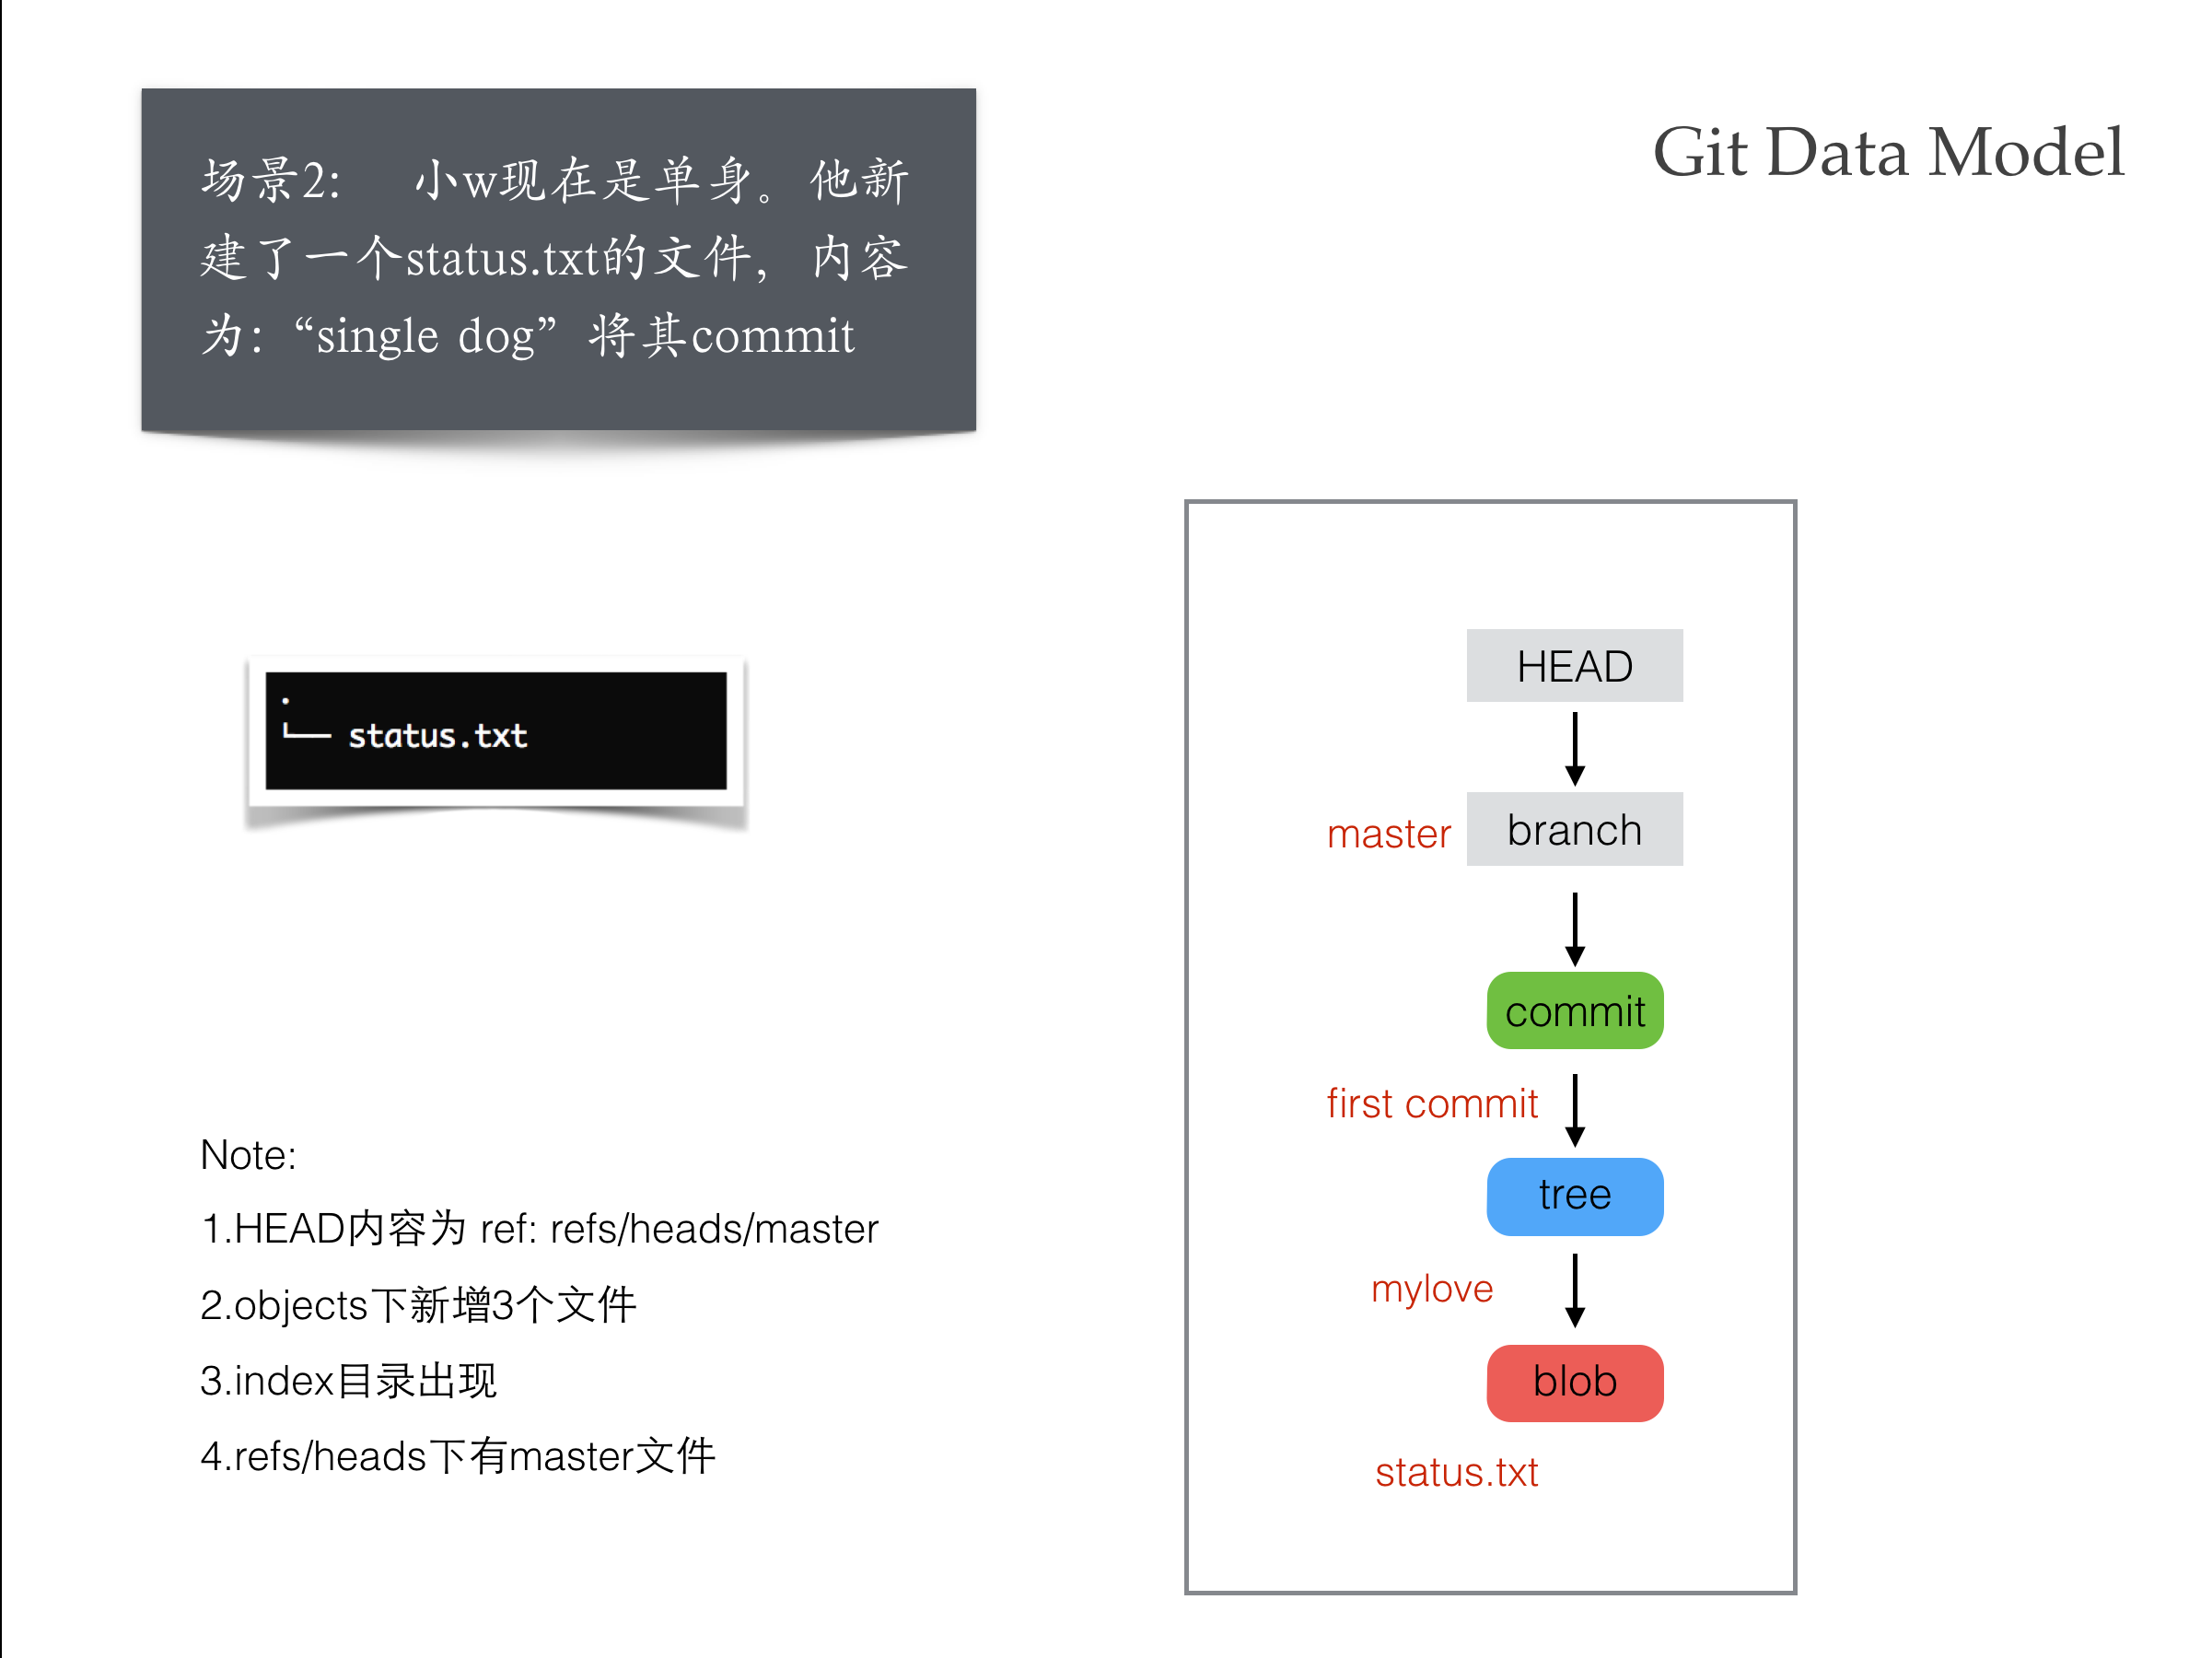 Git Data Model
场景2： 小w现在是单身。他新
建了一个status.txt的文件，内容
为：“single dog”将其commit
.
└── status.txt
Note:
1.HEAD内容为 ref: refs/heads/master
2.objects下新增3个文件
3.index目录出现
4.refs/heads下有master文件
HEAD
master branch
commit
first commit
tree
mylove
blob
status.txt